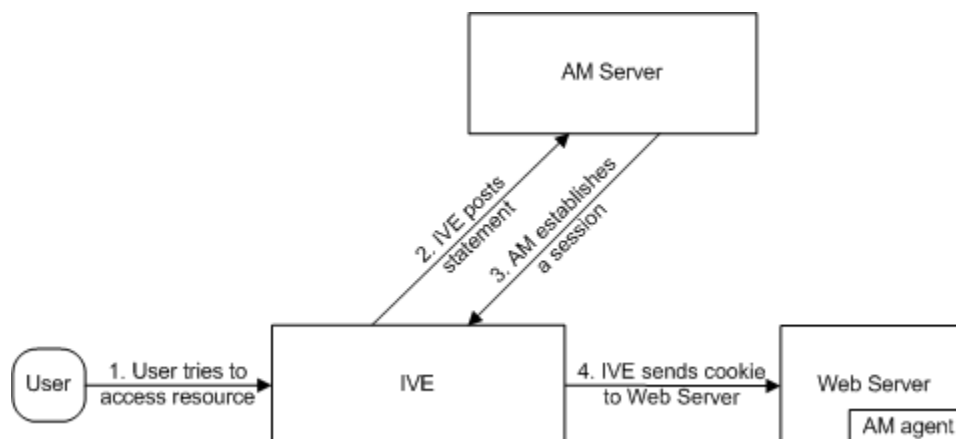 AM Server
2. IVE posts
statement
3. AM establishes
a session
User
1. User tries to
access resource
IVE
4. IVE sends cookie
to Web Server
Web Server
AM agent